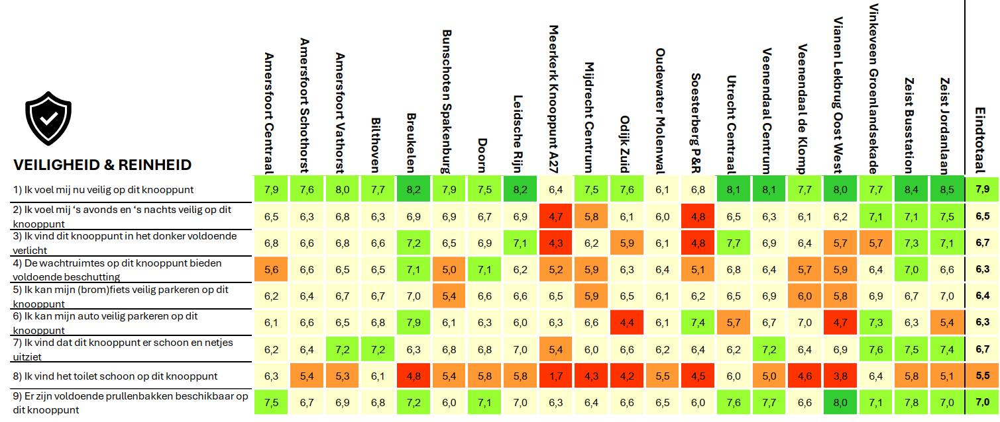 Amersfoort Centraal
Amersfoort Schothorst
Amersfoort Vathorst
Bilthoven
Breukelen
Bunschoten Spakenburg
Doorn
Leidsche Rijn
Meerkerk Knooppunt A27
Mijdrecht Centrum
Odijk Zuid
Oudewater Molenwal
Soesterberg P&R
Utrecht Centraal
Veenendaal Centrum
Veenendaal de Klomp
Vianen Lekbrug Oost West
Vinkeveen Groenlandsekade
Zeist Busstation
Zeist Jordanlaan
Eindtotaal
VEILIGHEID & REINHEID
1) Ik voel mij nu veilig op dit knooppunt
7,9 7,6 8,0 7,7 8,2 7,9 7,5 8,2 6,4 7,5 7,6 6,1 6,8 8,1 8,1 7,7 8,0 7,7 8,4 8,5 7,9
2) Ik voel mij ‘s avonds en ‘s nachts veilig op dit
knooppunt
6,5 6,3 6,8 6,3 6,9 6,9 6,7 6,9 4,7 5,8 6,1 6,0 4,8 6,5 6,3 6,1 6,2 7,1 7,1 7,5 6,5
3) Ik vind dit knooppunt in het donker voldoende
verlicht
6,8 6,6 6,8 6,6 7,2 6,5 6,9 7,1 4,3 6,2 5,9 6,1 4,8 7,7 6,9 6,4 5,7 5,7 7,3 7,1 6,7
4) De wachtruimtes op dit knooppunt bieden
voldoende beschutting
5,6 6,6 6,5 6,5 7,1 5,0 7,1 6,2 5,2 5,9 6,3 6,4 5,1 6,8 6,4 5,7 5,9 6,4 7,0 6,6 6,3
5) Ik kan mijn (brom)fiets veilig parkeren op dit
knooppunt
6,2 6,4 6,7 6,7 7,0 5,4 6,6 6,6 6,5 5,9 6,5 6,1 6,2 6,5 6,9 6,0 5,8 6,9 6,7 7,0 6,4
6) Ik kan mijn auto veilig parkeren op dit
knooppunt
6,1 6,6 6,5 6,8 7,9 6,1 6,3 6,0 6,3 6,6 4,4 6,1 7,4 5,7 6,7 7,0 4,7 7,3 6,3 5,4 6,3
7) Ik vind dat dit knooppunt er schoon en netjes
uitziet
6,2 6,4 7,2 7,2 6,3 6,8 6,8 7,0 5,4 6,0 6,6 6,2 6,4 6,2 7,2 6,4 6,9 7,6 7,5 7,4 6,7
8) Ik vind het toilet schoon op dit knooppunt
6,3 5,4 5,3 6,1 4,8 5,4 5,8 5,8 1,7 4,3 4,2 5,5 4,5 6,0 5,0 4,6 3,8 6,4 5,8 5,1 5,5
9) Er zijn voldoende prullenbakken beschikbaar op
dit knooppunt
7,5 6,7 6,9 6,8 7,2 6,0 7,1 7,0 6,3 6,4 6,6 6,5 6,0 7,6 7,7 6,6 8,0 7,1 7,8 7,0 7,0